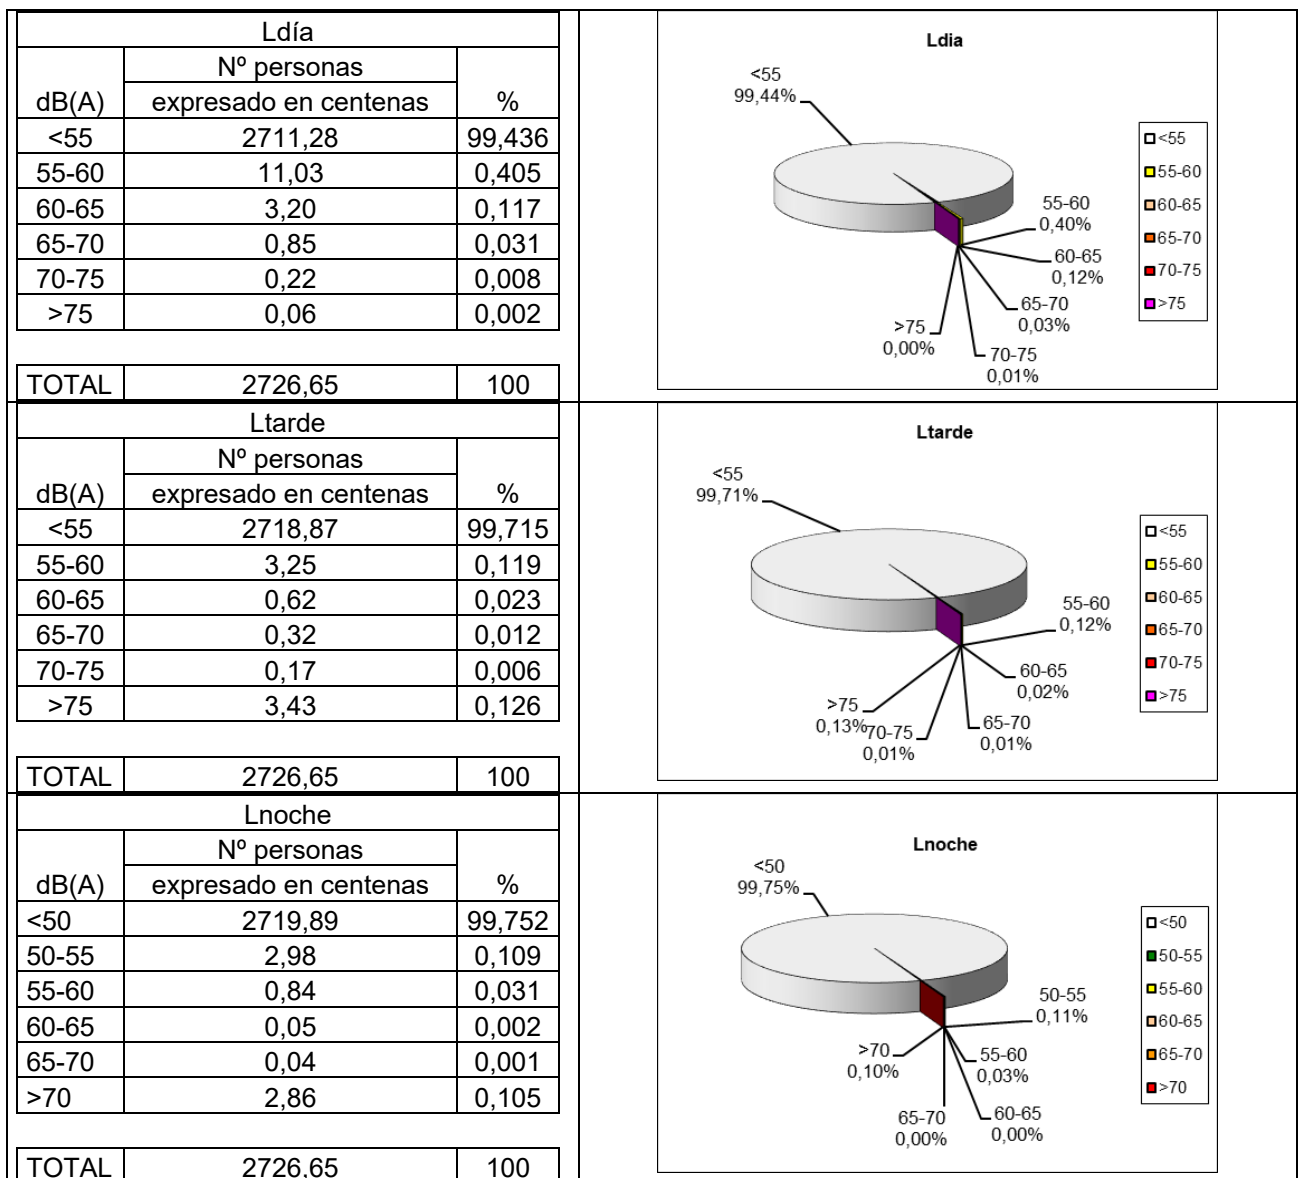 Ldía
Nº personas
dB(A) expresado en centenas %
<55 2711,28 99,436
55-60 11,03 0,405
60-65 3,20 0,117
65-70 0,85 0,031
70-75 0,22 0,008
>75 0,06 0,002
TOTAL 2726,65 100
Ldia
<55
99,44%
55-60
0,40%
60-65
0,12%
65-70
0,03%
70-75
0,01%
>75
0,00%
<55
55-60
60-65
65-70
70-75
>75
Ltarde
Nº personas
dB(A) expresado en centenas %
<55 2718,87 99,715
55-60 3,25 0,119
60-65 0,62 0,023
65-70 0,32 0,012
70-75 0,17 0,006
>75 3,43 0,126
TOTAL 2726,65 100
Ltarde
<55
99,71%
55-60
0,12%
60-65
0,02%
65-70
0,01%
70-75
0,01%
>75
0,13%
<55
55-60
60-65
65-70
70-75
>75
Lnoche
Nº personas
dB(A) expresado en centenas %
<50 2719,89 99,752
50-55 2,98 0,109
55-60 0,84 0,031
60-65 0,05 0,002
65-70 0,04 0,001
>70 2,86 0,105
TOTAL 2726,65 100
Lnoche
<50
99,75%
50-55
0,11%
55-60
0,03%
60-65
0,00%
65-70
0,00%
>70
0,10%
<50
50-55
55-60
60-65
65-70
>70